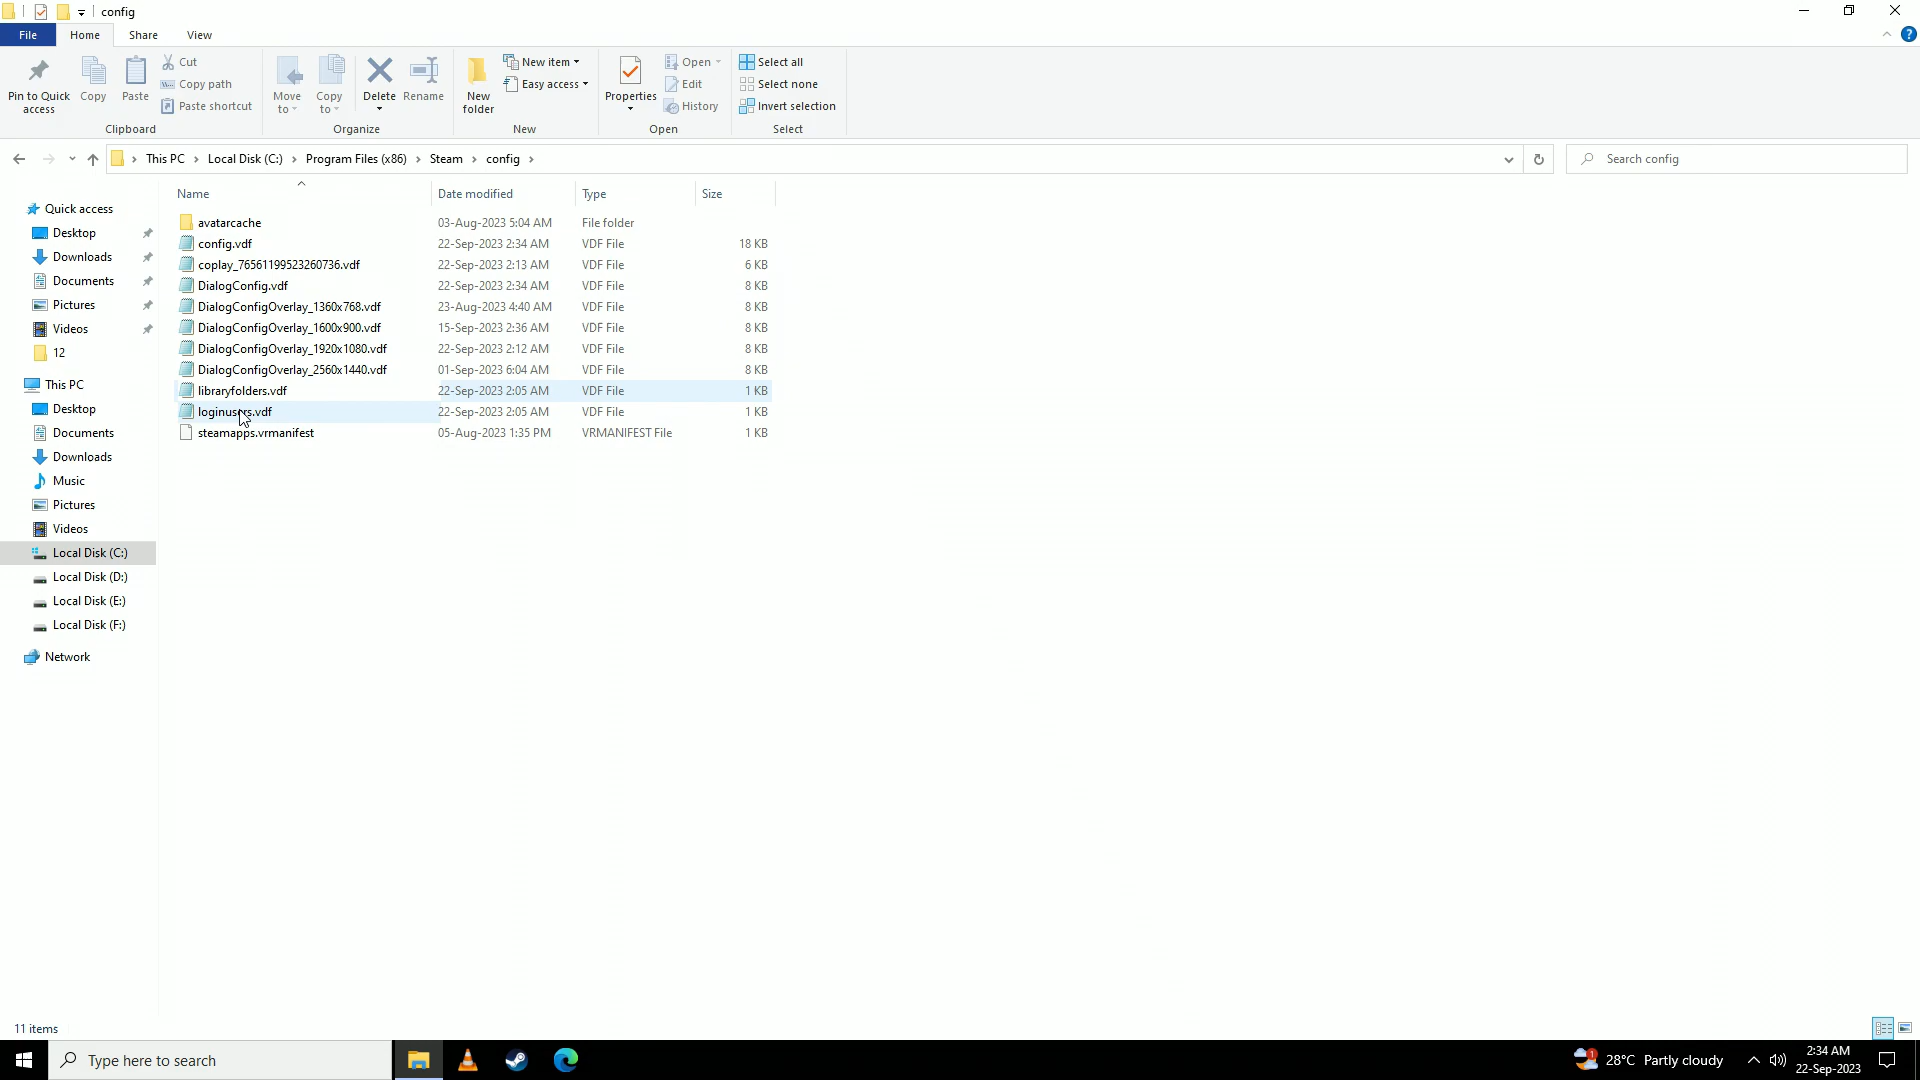 config
File Home Share View
Pin to Quick access
Copy
Paste
Cut
Copy path
Paste shortcut
Clipboard
Move to
Copy to
Delete
Rename
Organize
New folder
New item
Easy access
New
Properties
Open
Edit
History
Open
Select all
Select none
Invert selection
Select
This PC › Local Disk (C:) › Program Files (x86) › Steam › config ›
Search config
Quick access
Desktop
Downloads
Documents
Pictures
Videos
12
This PC
Desktop
Documents
Downloads
Music
Pictures
Videos
Local Disk (C:)
Local Disk (D:)
Local Disk (E:)
Local Disk (F:)
Network
Name Date modified Type Size
avatarcache 03-Aug-2023 5:04 AM File folder
config.vdf 22-Sep-2023 2:34 AM VDF File 18 KB
coplay_76561199523260736.vdf 22-Sep-2023 2:13 AM VDF File 6 KB
DialogConfig.vdf 22-Sep-2023 2:34 AM VDF File 8 KB
DialogConfigOverlay_1360x768.vdf 23-Aug-2023 4:40 AM VDF File 8 KB
DialogConfigOverlay_1600x900.vdf 15-Sep-2023 2:36 AM VDF File 8 KB
DialogConfigOverlay_1920x1080.vdf 22-Sep-2023 2:12 AM VDF File 8 KB
DialogConfigOverlay_2560x1440.vdf 01-Sep-2023 6:04 AM VDF File 8 KB
libraryfolders.vdf 22-Sep-2023 2:05 AM VDF File 1 KB
loginusers.vdf 22-Sep-2023 2:05 AM VDF File 1 KB
steamapps.vrmanifest 05-Aug-2023 1:35 PM VRMANIFEST File 1 KB
11 items
Type here to search
1
28°C Partly cloudy
2:34 AM
22-Sep-2023